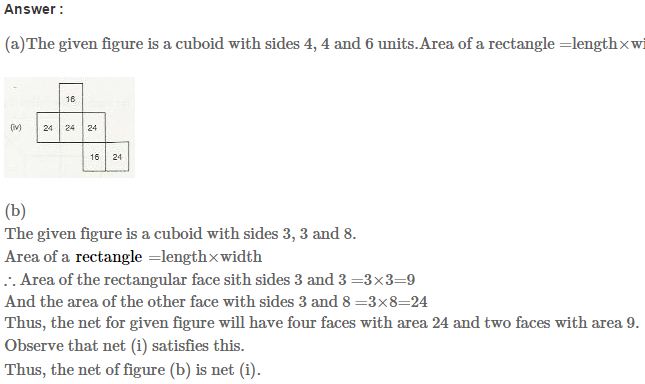 Answer :
(a)The given figure is a cuboid with sides 4, 4 and 6 units.Area of a rectangle =length×wi
16
(iv) 24 24 24
16 24
(b)
The given figure is a cuboid with sides 3, 3 and 8.
Area of a rectangle =length×width
∴ Area of the rectangular face sith sides 3 and 3 =3×3=9
And the area of the other face with sides 3 and 8 =3×8=24
Thus, the net for given figure will have four faces with area 24 and two faces with area 9.
Observe that net (i) satisfies this.
Thus, the net of figure (b) is net (i).